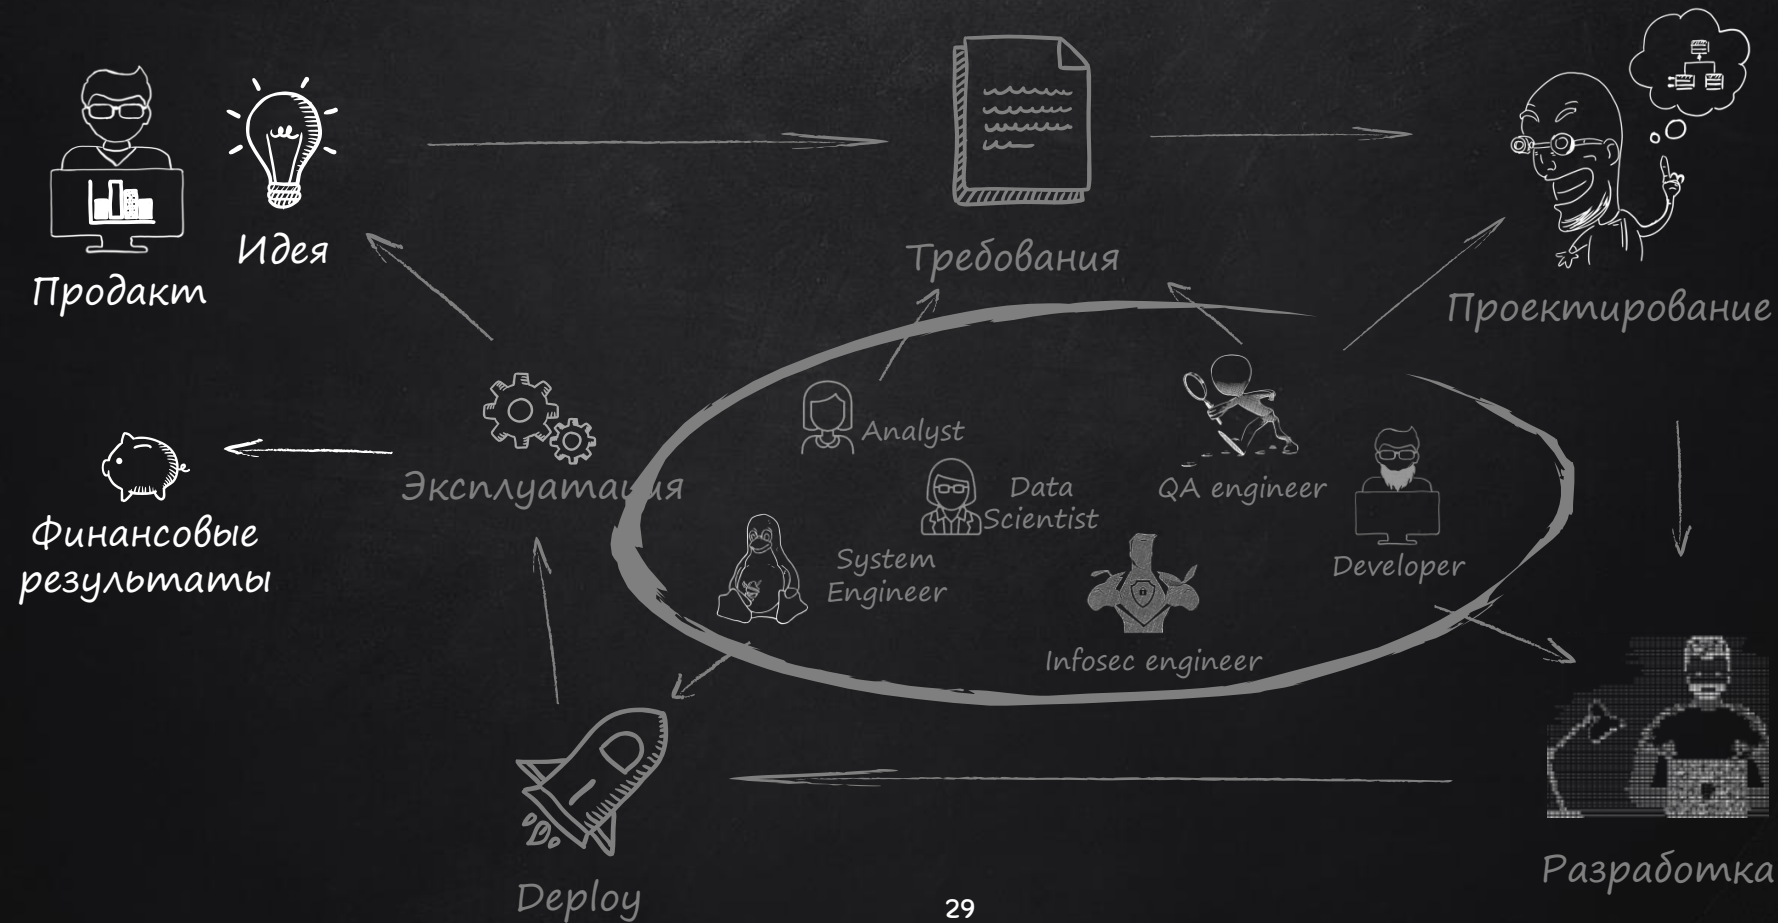 Идея
Продакт
Требования
Проектирование
Analyst
Data
Scientist
QA engineer
Эксплуатация
Финансовые
результаты
System
Engineer
Developer
Infosec engineer
Разработка
Deploy
29